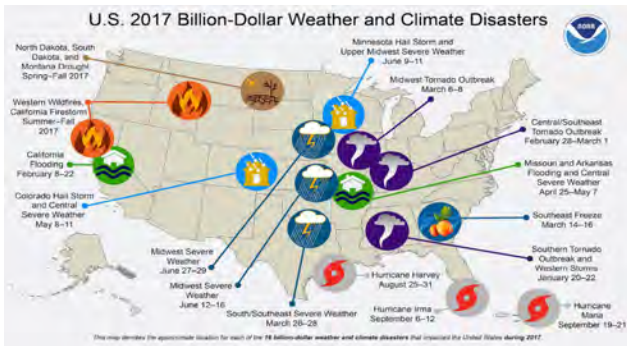 U.S. 2017 Billion-Dollar Weather and Climate Disasters
NOAA
North Dakota, South
Dakota, and
Montana Drought
Spring–Fall 2017
Minnesota Hail Storm and
Upper Midwest Severe Weather
June 9–11
Midwest Tornado Outbreak
March 6–8
Western Wildfires,
California Firestorm
Summer–Fall
2017
Central/Southeast
Tornado Outbreak
February 28–March 1
California
Flooding
February 8–22
Missouri and Arkansas
Flooding and Central
Severe Weather
April 25–May 7
Colorado Hail Storm
and Central
Severe Weather
May 8–11
Southeast Freeze
March 14–16
Midwest Severe
Weather
June 27–29
Southern Tornado
Outbreak and
Western Storms
January 20–22
Midwest Severe
Weather
June 12–16
Hurricane Harvey
August 25–31
South/Southeast Severe Weather
March 26–28
Hurricane Irma
September 6–12
Hurricane
Maria
September 19–21
This map denotes the approximate location for each of the 16 billion-dollar weather and climate disasters that impacted the United States during 2017.